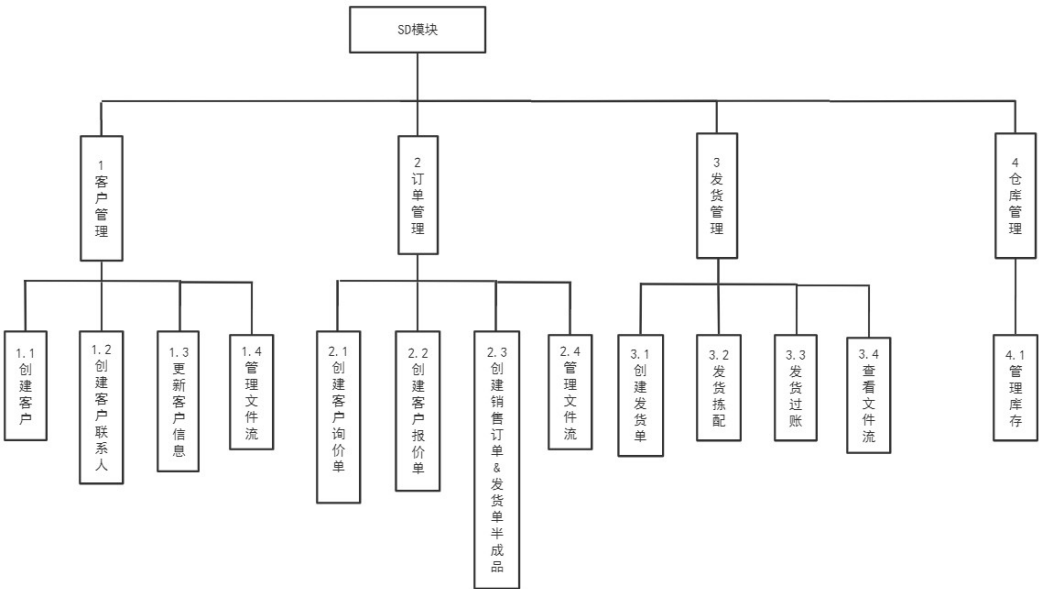 SD模块
1客户管理
2订单管理
3发货管理
4仓库管理
1.1创建客户
1.2创建客户联系人
1.3更新客户信息
1.4管理文件流
2.1创建客户询价单
2.2创建客户报价单
2.3创建销售订单&发货单半成品
2.4管理文件流
3.1创建发货单
3.2发货拣配
3.3发货过账
3.4查看文件流
4.1管理库存